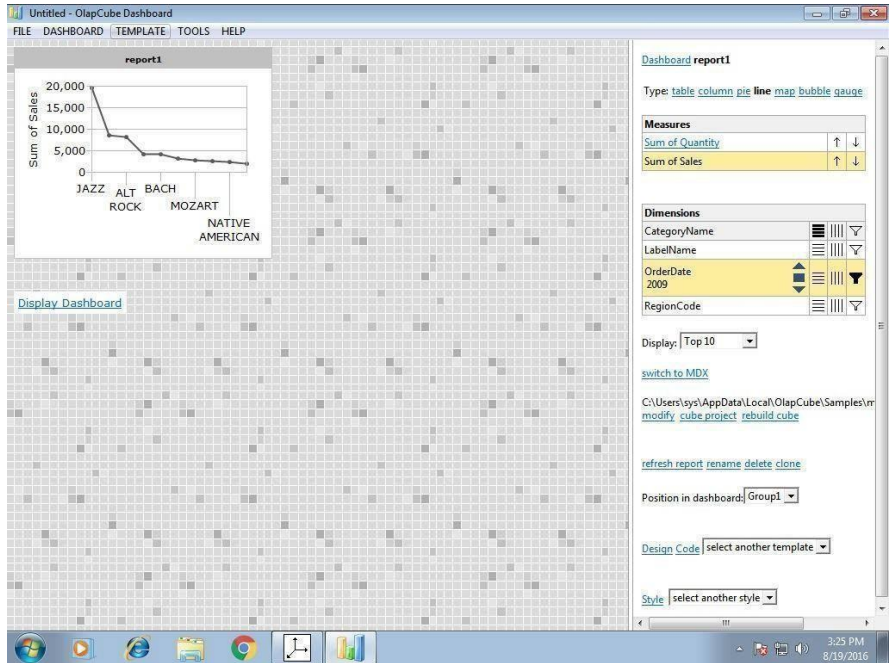 Untitled - OlapCube Dashboard
FILE DASHBOARD TEMPLATE TOOLS HELP
report1
Sum of Sales
20,000
15,000
10,000
5,000
0
JAZZ
ALT ROCK
BACH
MOZART
NATIVE AMERICAN
Display Dashboard
Dashboard report1
Type: table column pie line map bubble gauge
Measures
Sum of Quantity
Sum of Sales
Dimensions
CategoryName
LabelName
OrderDate
2009
RegionCode
Display: Top 10
switch to MDX
C:\Users\sys\AppData\Local\OlapCube\Samples\m
modify cube project rebuild cube
refresh report rename delete clone
Position in dashboard: Group1
Design Code select another template
Style select another style
3:25 PM
8/19/2016